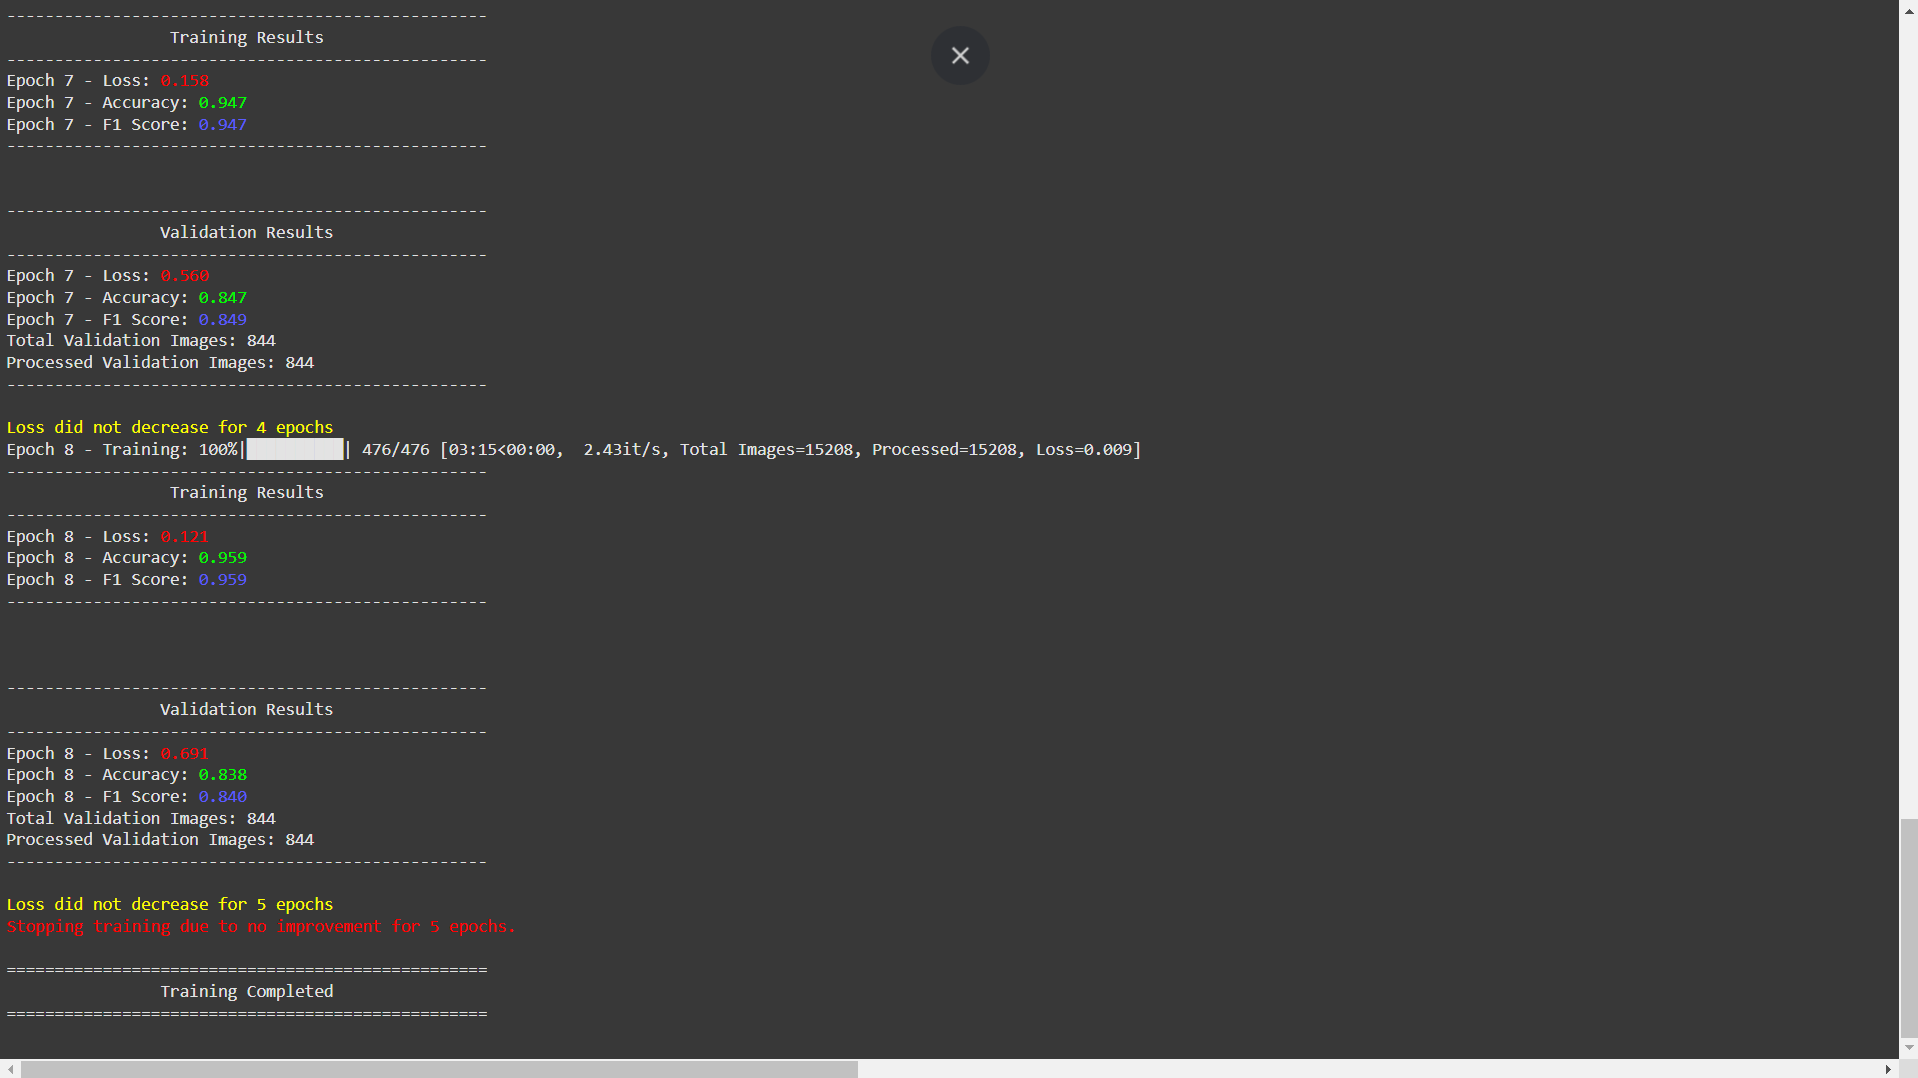 --------------------------------------------------
Training Results
--------------------------------------------------
Epoch 7 - Loss: 0.158
Epoch 7 - Accuracy: 0.947
Epoch 7 - F1 Score: 0.947
--------------------------------------------------
--------------------------------------------------
Validation Results
--------------------------------------------------
Epoch 7 - Loss: 0.560
Epoch 7 - Accuracy: 0.847
Epoch 7 - F1 Score: 0.849
Total Validation Images: 844
Processed Validation Images: 844
--------------------------------------------------
Loss did not decrease for 4 epochs
Epoch 8 - Training: 100%|██████████| 476/476 [03:15<00:00,  2.43it/s, Total Images=15208, Processed=15208, Loss=0.009]
--------------------------------------------------
Training Results
--------------------------------------------------
Epoch 8 - Loss: 0.121
Epoch 8 - Accuracy: 0.959
Epoch 8 - F1 Score: 0.959
--------------------------------------------------
--------------------------------------------------
Validation Results
--------------------------------------------------
Epoch 8 - Loss: 0.691
Epoch 8 - Accuracy: 0.838
Epoch 8 - F1 Score: 0.840
Total Validation Images: 844
Processed Validation Images: 844
--------------------------------------------------
Loss did not decrease for 5 epochs
Stopping training due to no improvement for 5 epochs.
==================================================
Training Completed
==================================================